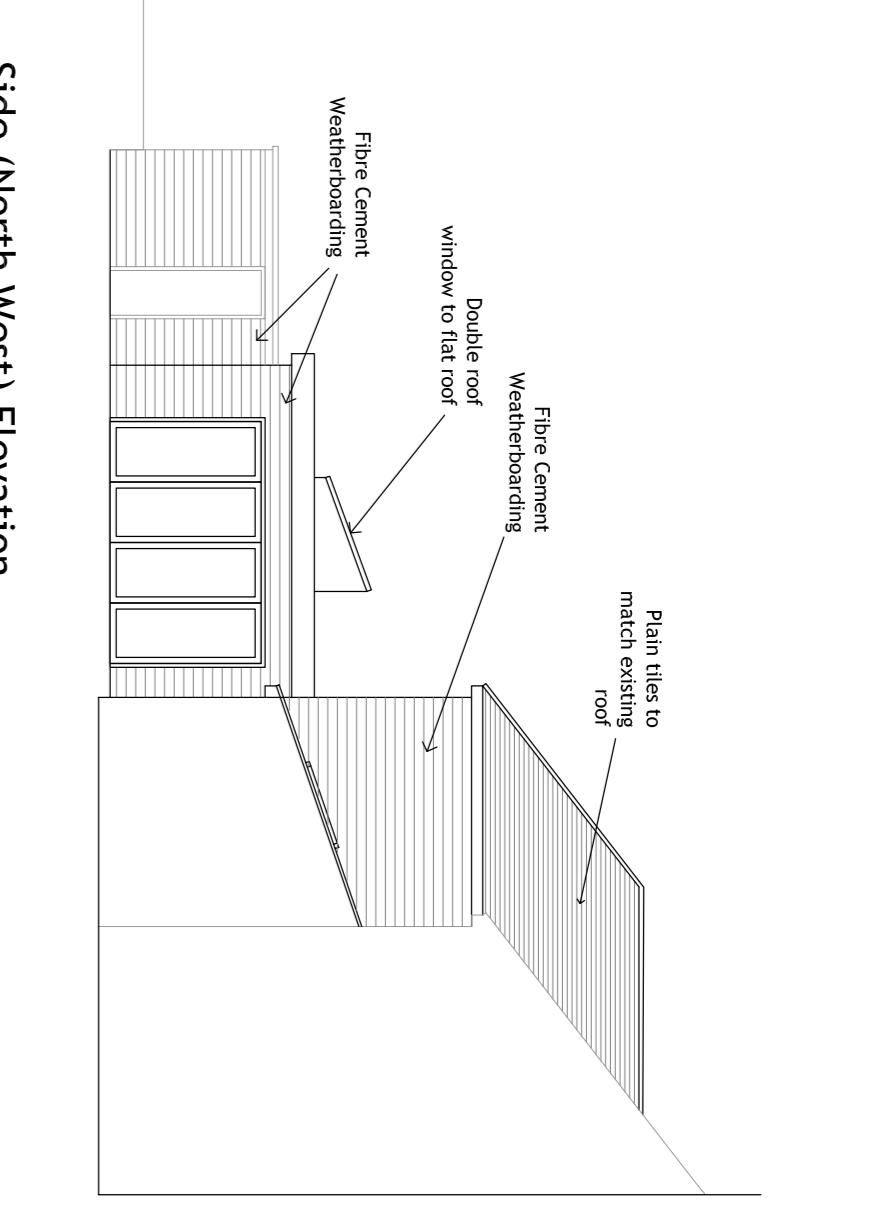 Fibre Cement
Weatherboarding
Double roof
window to flat roof
Fibre Cement
Weatherboarding
Plain tiles to
match existing
roof
Side (North West) Elevation